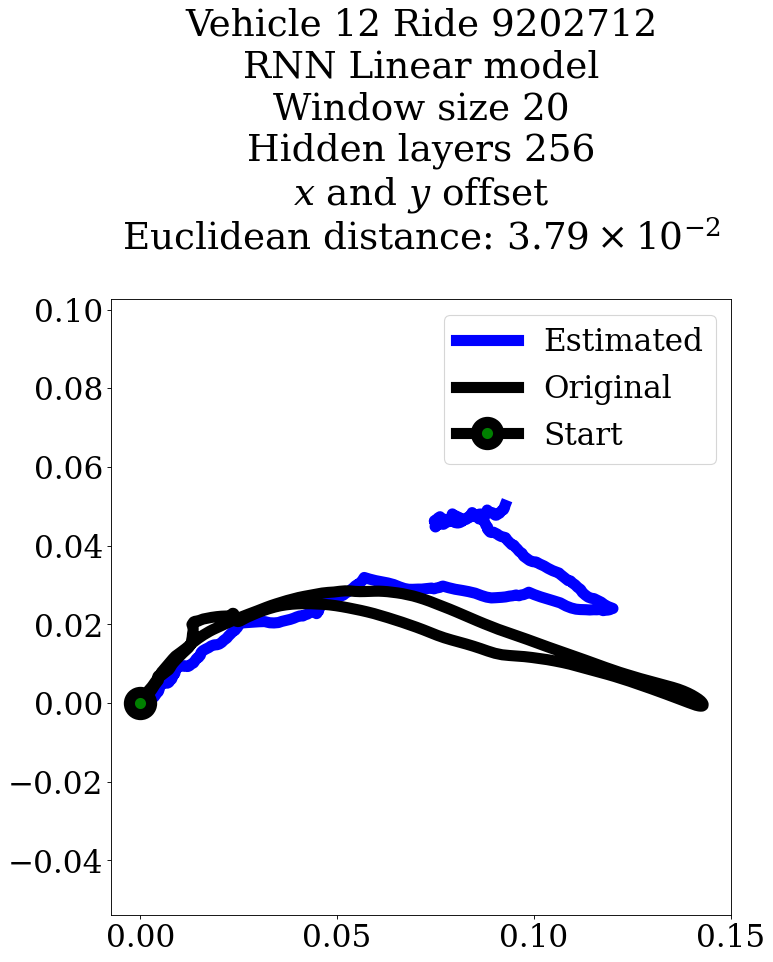 Vehicle 12 Ride 9202712
RNN Linear model
Window size 20
Hidden layers 256
x and y offset
Euclidean distance: 3.79 × 10⁻²
0.10
0.08
0.06
0.04
0.02
0.00
−0.02
−0.04
Estimated
Original
Start
0.00 0.05 0.10 0.15